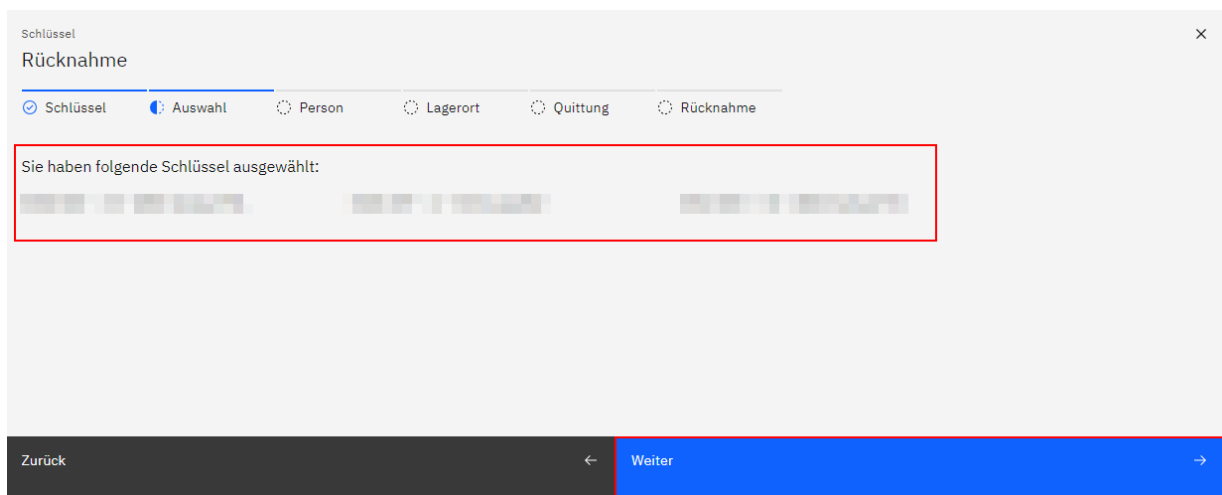 Schlüssel
Rücknahme
Schlüssel Auswahl Person Lagerort Quittung Rücknahme
Sie haben folgende Schlüssel ausgewählt:
Zurück Weiter